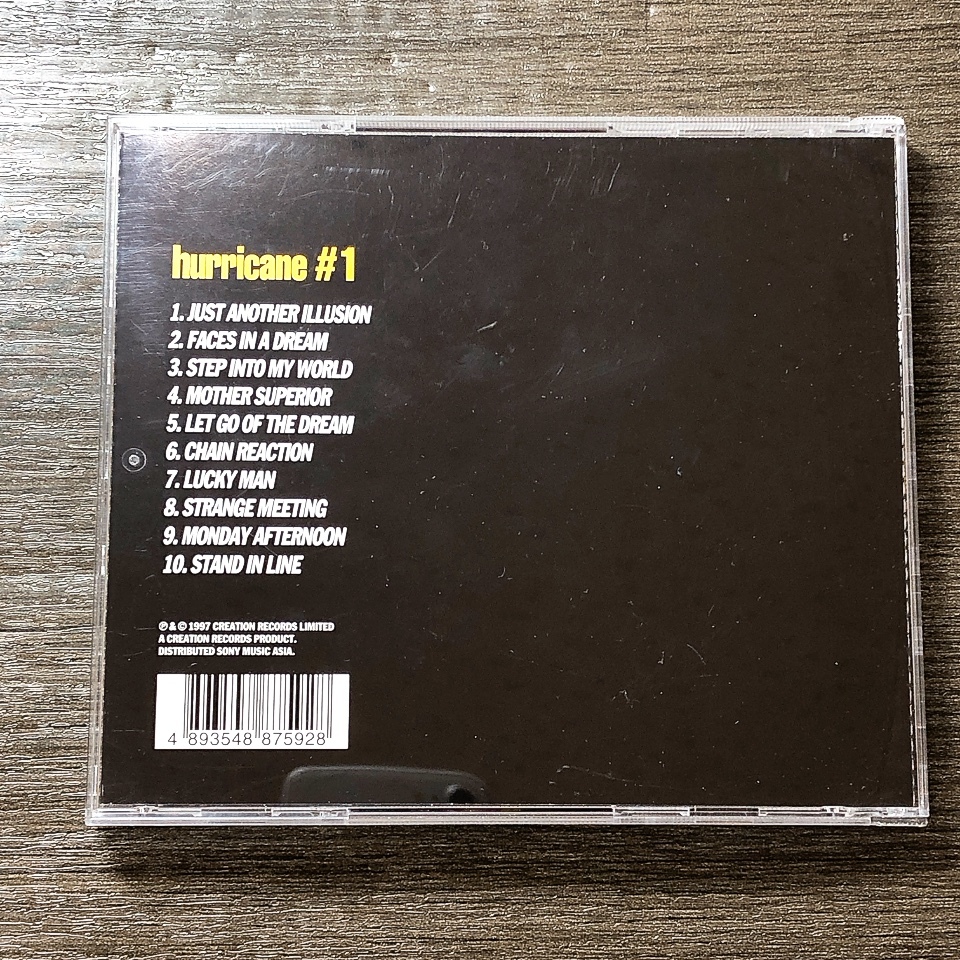 hurricane #1
1. JUST ANOTHER ILLUSION
2. FACES IN A DREAM
3. STEP INTO MY WORLD
4. MOTHER SUPERIOR
5. LET GO OF THE DREAM
6. CHAIN REACTION
7. LUCKY MAN
8. STRANGE MEETING
9. MONDAY AFTERNOON
10. STAND IN LINE
℗ & © 1997 CREATION RECORDS LIMITED
A CREATION RECORDS PRODUCT.
DISTRIBUTED SONY MUSIC ASIA.
4 893548 875928